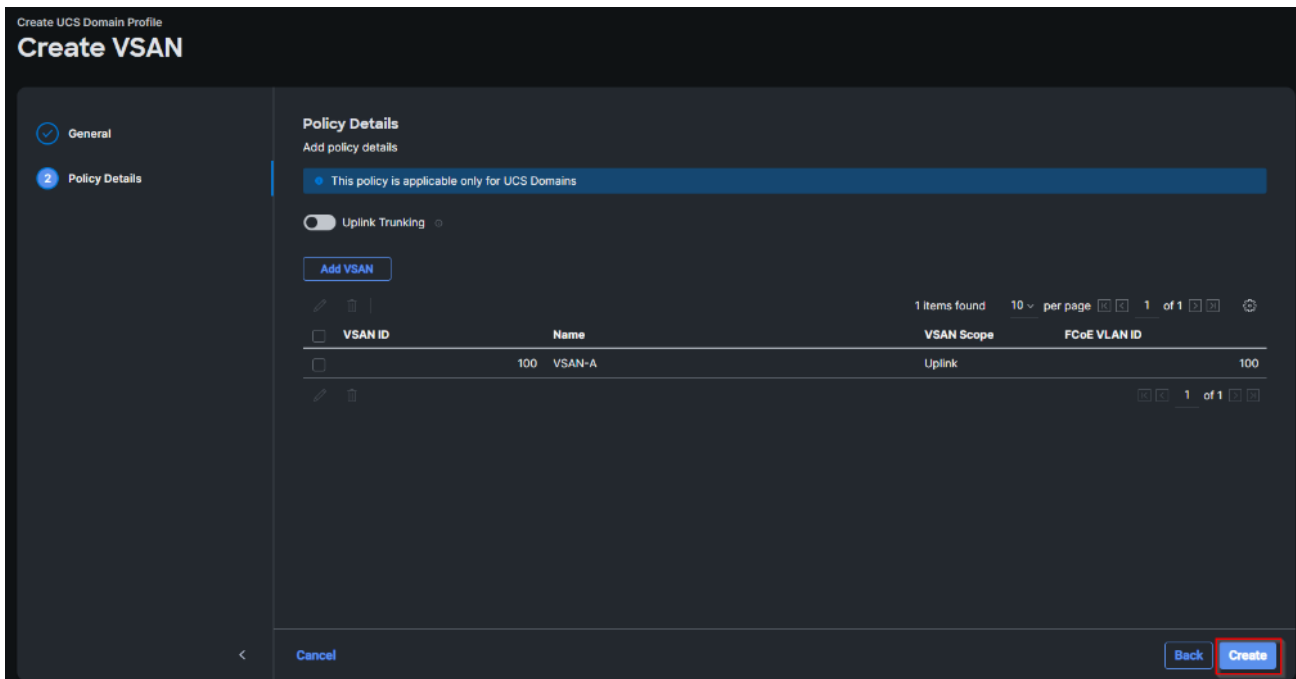 Create UCS Domain Profile
Create VSAN
General
2 Policy Details
Policy Details
Add policy details
This policy is applicable only for UCS Domains
Uplink Trunking
Add VSAN
1 items found 10 per page 1 of 1
VSAN ID Name VSAN Scope FCoE VLAN ID
100 VSAN-A Uplink 100
1 of 1
Cancel Back Create